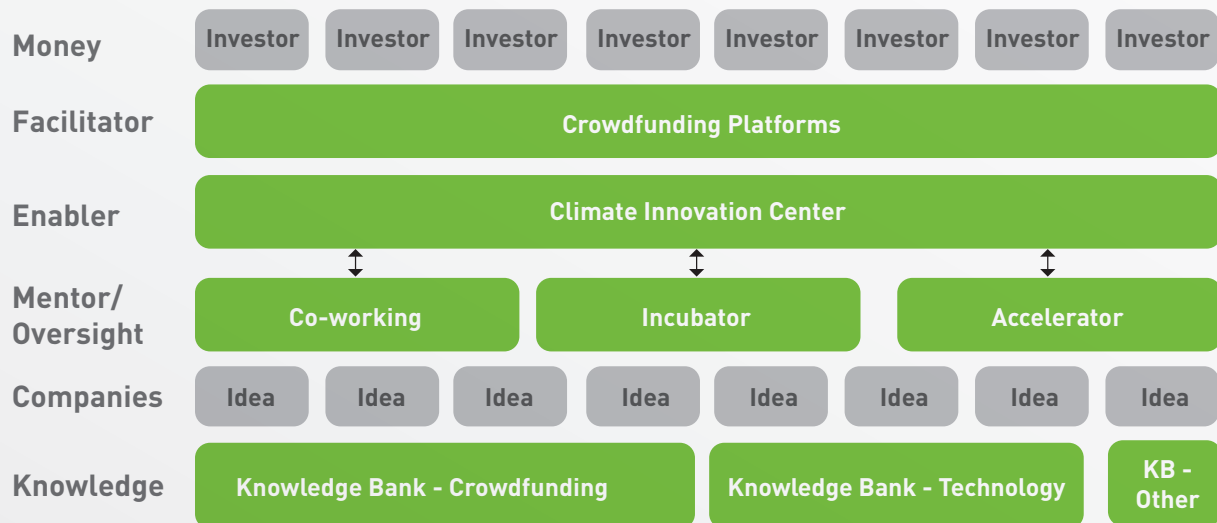 Money
Investor Investor Investor Investor Investor Investor Investor Investor
Facilitator
Crowdfunding Platforms
Enabler
Climate Innovation Center
Mentor/
Oversight
Co-working Incubator Accelerator
Companies
Idea Idea Idea Idea Idea Idea Idea Idea
Knowledge
Knowledge Bank - Crowdfunding
Knowledge Bank - Technology
KB -
Other